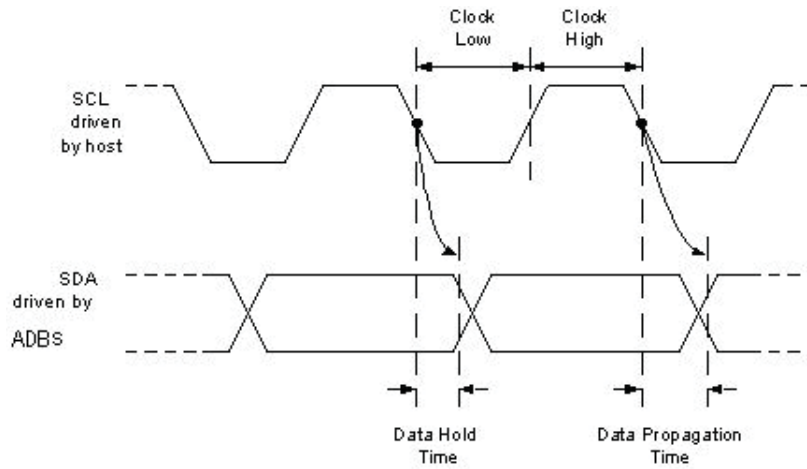 Clock
Low
Clock
High
SCL
driven
by host
SDA
driven by
ADBS
Data Hold
Time
Data Propagation
Time